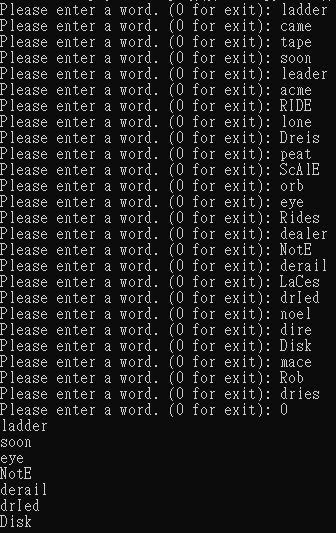 Please enter a word. (0 for exit): ladder
Please enter a word. (0 for exit): came
Please enter a word. (0 for exit): tape
Please enter a word. (0 for exit): soon
Please enter a word. (0 for exit): leader
Please enter a word. (0 for exit): acme
Please enter a word. (0 for exit): RIDE
Please enter a word. (0 for exit): lone
Please enter a word. (0 for exit): Dreis
Please enter a word. (0 for exit): peat
Please enter a word. (0 for exit): ScAlE
Please enter a word. (0 for exit): orb
Please enter a word. (0 for exit): eye
Please enter a word. (0 for exit): Rides
Please enter a word. (0 for exit): dealer
Please enter a word. (0 for exit): NotE
Please enter a word. (0 for exit): derail
Please enter a word. (0 for exit): LaCes
Please enter a word. (0 for exit): drIed
Please enter a word. (0 for exit): noel
Please enter a word. (0 for exit): dire
Please enter a word. (0 for exit): Disk
Please enter a word. (0 for exit): mace
Please enter a word. (0 for exit): Rob
Please enter a word. (0 for exit): dries
Please enter a word. (0 for exit): 0
ladder
soon
eye
NotE
derail
drIed
Disk